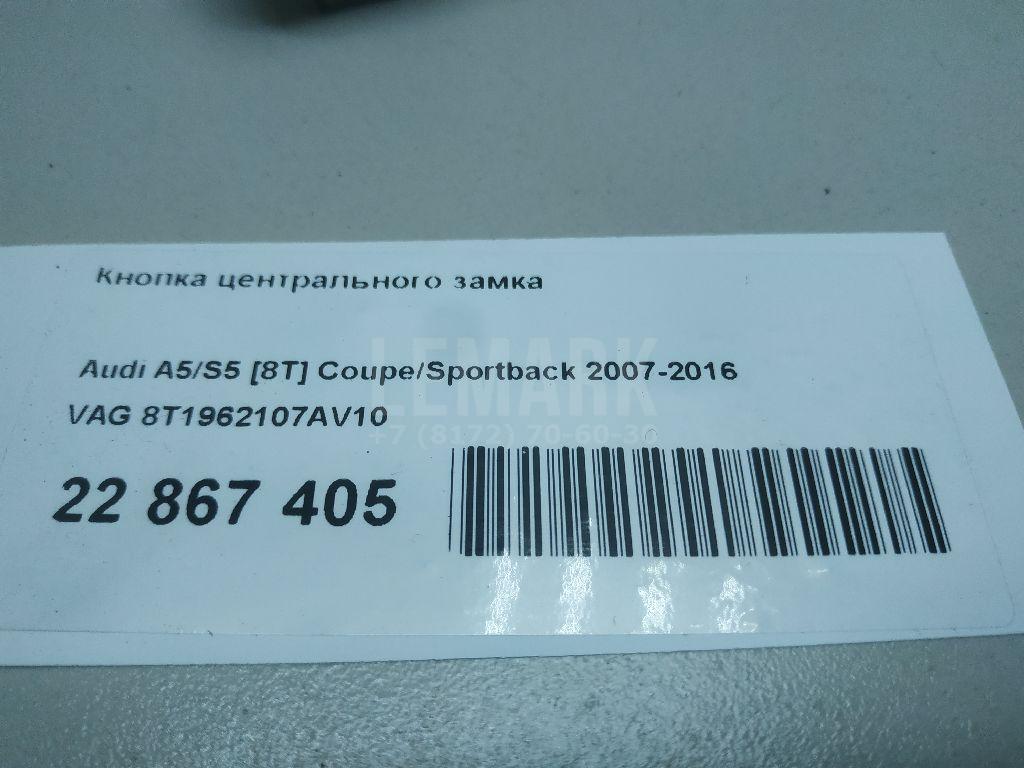 Кнопка центрального замка
Audi A5/S5 [8T] Coupe/Sportback 2007-2016
LEMARK
VAG 8T1962107AV10
+7 (8172) 70-60-30
22 867 405